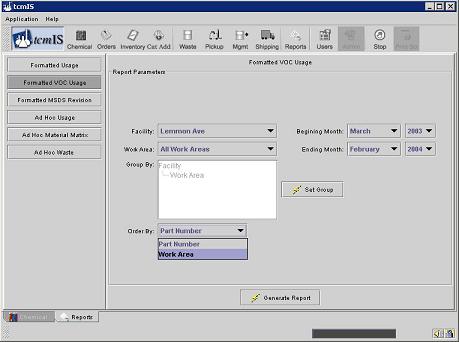 tcmIS
Application Help
tcmIS
Chemical Orders Inventory Cat Add Waste Pickup Mgmt Shipping Reports Users Admin Stop
Formatted Usage
Formatted VOC Usage
Formatted MSDS Revision
Ad Hoc Usage
Ad Hoc Material Matrix
Ad Hoc Waste
Formatted VOC Usage
Report Parameters
Facility: Lemmon Ave Begining Month: March 2003
Work Area: All Work Areas Ending Month: February 2004
Group By: Facility
Work Area
Set Group
Order By: Part Number
Part Number
Work Area
Generate Report
Chemical Reports